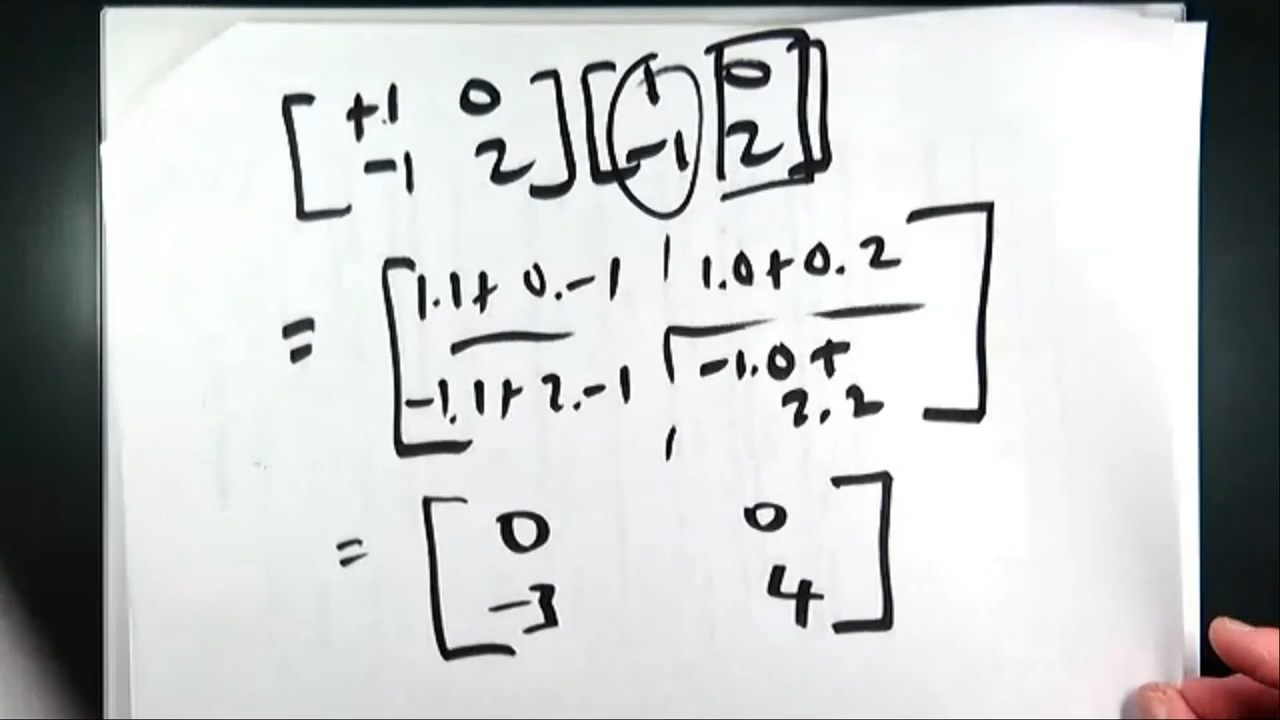 [ +.1 0 ] [ 1 0 ]
[ -1 2 ] [ -1 2 ]
= [ 1.1+ 0.-1 | 1.0+0.2 ]
[ -1.1+ 2.-1 | -1.0+
2.2 ]
= [ 0 0 ]
[ -3 4 ]